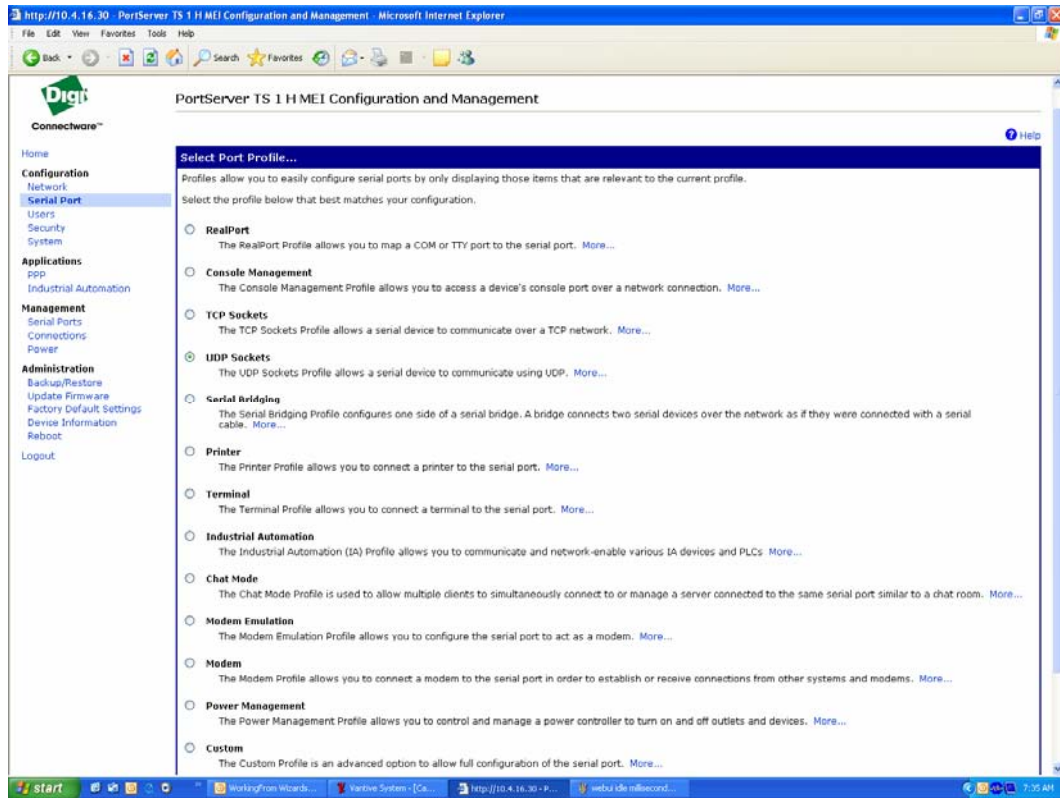 http://10.4.16.30 - PortServer TS 1 H MEI Configuration and Management - Microsoft Internet Explorer
File Edit View Favorites Tools Help
Back Search Favorites
Digi
Connectware™
PortServer TS 1 H MEI Configuration and Management
Help
Home
Configuration
Network
Serial Port
Users
Security
System
Applications
PPP
Industrial Automation
Management
Serial Ports
Connections
Power
Administration
Backup/Restore
Update Firmware
Factory Default Settings
Device Information
Reboot
Logout
Select Port Profile...
Profiles allow you to easily configure serial ports by only displaying those items that are relevant to the current profile.
Select the profile below that best matches your configuration.
RealPort
The RealPort Profile allows you to map a COM or TTY port to the serial port. More...
Console Management
The Console Management Profile allows you to access a device's console port over a network connection. More...
TCP Sockets
The TCP Sockets Profile allows a serial device to communicate over a TCP network. More...
UDP Sockets
The UDP Sockets Profile allows a serial device to communicate using UDP. More...
Serial Bridging
The Serial Bridging Profile configures one side of a serial bridge. A bridge connects two serial devices over the network as if they were connected with a serial
cable. More...
Printer
The Printer Profile allows you to connect a printer to the serial port. More...
Terminal
The Terminal Profile allows you to connect a terminal to the serial port. More...
Industrial Automation
The Industrial Automation (IA) Profile allows you to communicate and network-enable various IA devices and PLCs More...
Chat Mode
The Chat Mode Profile is used to allow multiple clients to simultaneously connect to or manage a server connected to the same serial port similar to a chat room. More...
Modem Emulation
The Modem Emulation Profile allows you to configure the serial port to act as a modem. More...
Modem
The Modem Profile allows you to connect a modem to the serial port in order to establish or receive connections from other systems and modems. More...
Power Management
The Power Management Profile allows you to control and manage a power controller to turn on and off outlets and devices. More...
Custom
The Custom Profile is an advanced option to allow full configuration of the serial port. More...
start WorkingFrom Wizards... Vantive System - [Ca... http://10.4.16.30 - P... webui idle millisecond... 7:35 AM